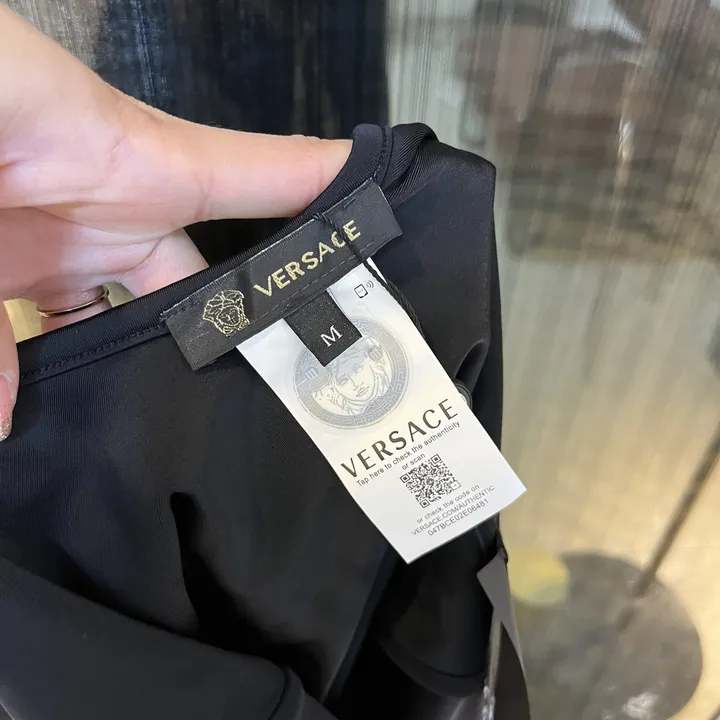 VERSACE
M
VERSACE
Tap here to check the authenticity
or scan
or check the code on
VERSACE.COM/AUTHENTIC
047BCE02E06481